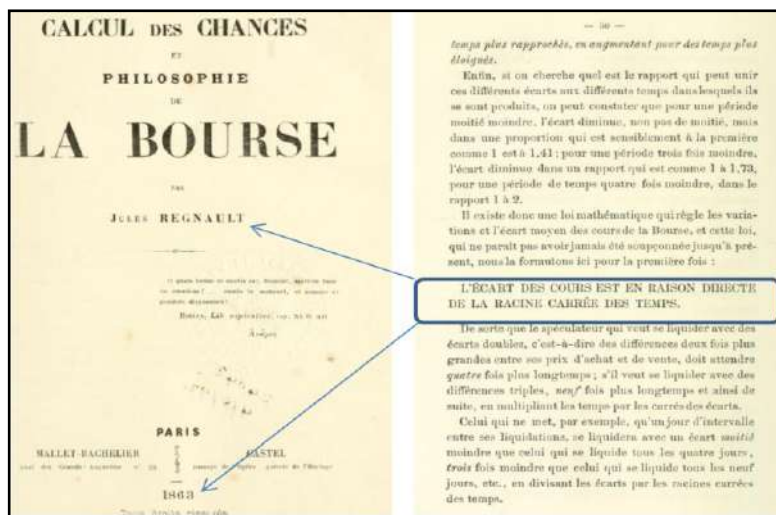 CALCUL DES CHANCES
ET
PHILOSOPHIE
DE
LA BOURSE
PAR
JULES REGNAULT
PARIS
MALLET-BACHELIER
CASTEL
1863
— 50 —
temps plus rapprochés, en augmentant pour des temps plus
éloignés.
Enfin, si on cherche quel est le rapport qui peut unir
ces différents écarts aux différents temps dans lesquels ils
se sont produits, on peut constater que pour une période
moitié moindre, l'écart diminue, non pas de moitié, mais
dans une proportion qui est sensiblement à la première
comme 1 est à 1,41 ; pour une période trois fois moindre,
l'écart diminue dans un rapport qui est comme 1 à 1,73,
pour une période de temps quatre fois moindre, dans le
rapport 1 à 2.
Il existe donc une loi mathématique qui règle les varia-
tions et l'écart moyen des cours de la Bourse, et cette loi,
qui ne paraît pas avoir jamais été soupçonnée jusqu'à pré-
sent, nous la formulons ici pour la première fois :
L'ÉCART DES COURS EST EN RAISON DIRECTE
DE LA RACINE CARRÉE DES TEMPS.
De sorte que le spéculateur qui veut se liquider avec des
écarts doubles, c'est-à-dire des différences deux fois plus
grandes entre ses prix d'achat et de vente, doit attendre
quatre fois plus longtemps ; s'il veut se liquider avec des
différences triples, neuf fois plus longtemps et ainsi de
suite, en multipliant les temps par les carrés des écarts.
Celui qui ne met, par exemple, qu'un jour d'intervalle
entre ses liquidations, se liquidera avec un écart moitié
moindre que celui qui se liquide tous les quatre jours,
trois fois moindre que celui qui se liquide tous les neuf
jours, etc., en divisant les écarts par les racines carrées
des temps.